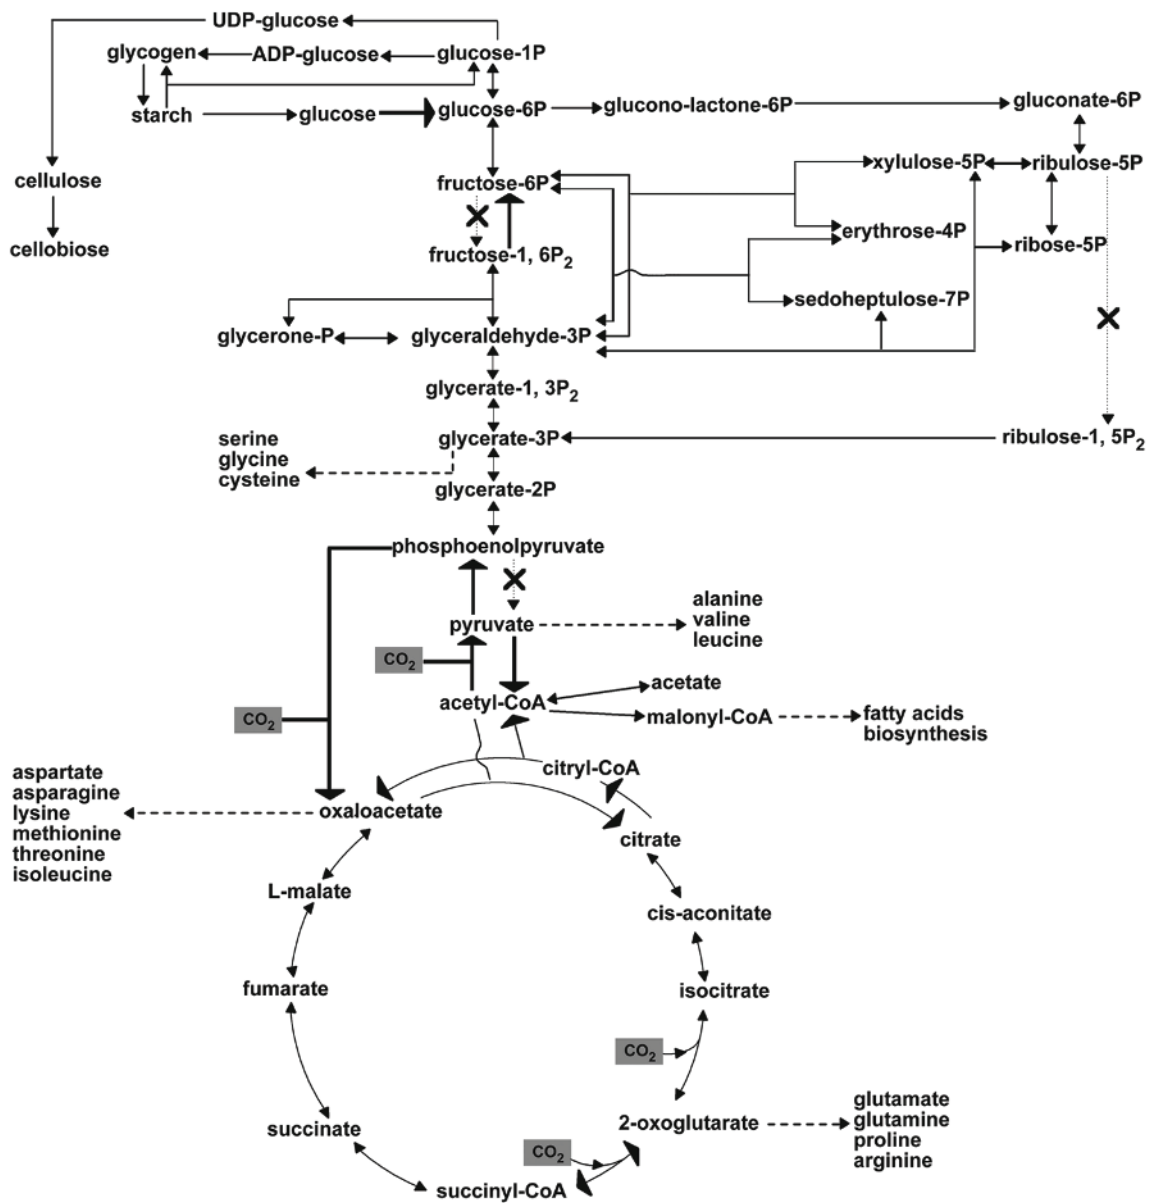 UDP-glucose
glycogen
ADP-glucose
glucose-1P
starch
glucose
glucose-6P
glucono-lactone-6P
gluconate-6P
cellulose
fructose-6P
xylulose-5P
ribulose-5P
cellobiose
fructose-1, 6P2
erythrose-4P
ribose-5P
sedoheptulose-7P
glycerone-P
glyceraldehyde-3P
glycerate-1, 3P2
serine
glycine
cysteine
glycerate-3P
ribulose-1, 5P2
glycerate-2P
phosphoenolpyruvate
pyruvate
alanine
valine
leucine
CO2
acetyl-CoA
acetate
malonyl-CoA
fatty acids
biosynthesis
CO2
citryl-CoA
aspartate
asparagine
lysine
methionine
threonine
isoleucine
oxaloacetate
citrate
L-malate
cis-aconitate
fumarate
isocitrate
CO2
succinate
2-oxoglutarate
glutamate
glutamine
proline
arginine
CO2
succinyl-CoA